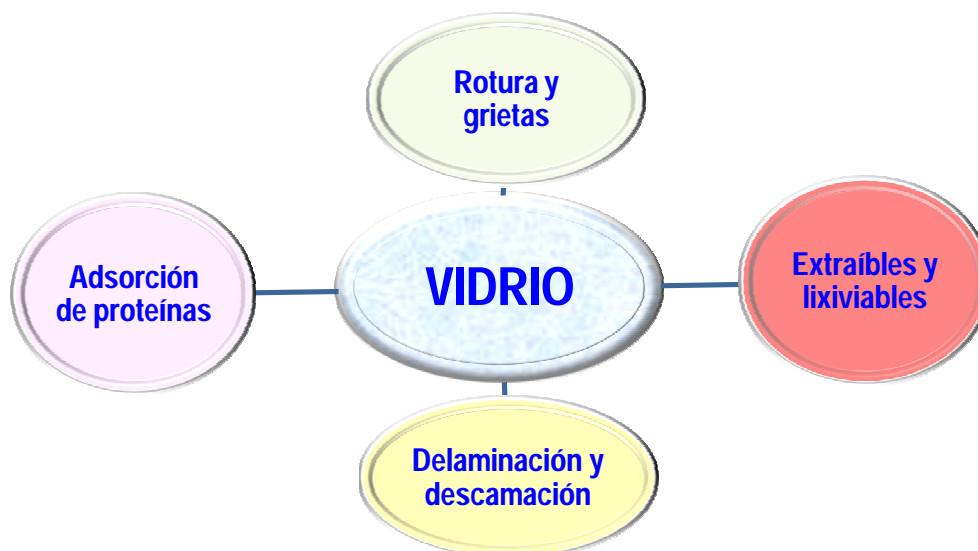 Rotura y
grietas
Adsorción
de proteínas
VIDRIO
Extraíbles y
lixiviables
Delaminación y
descamación